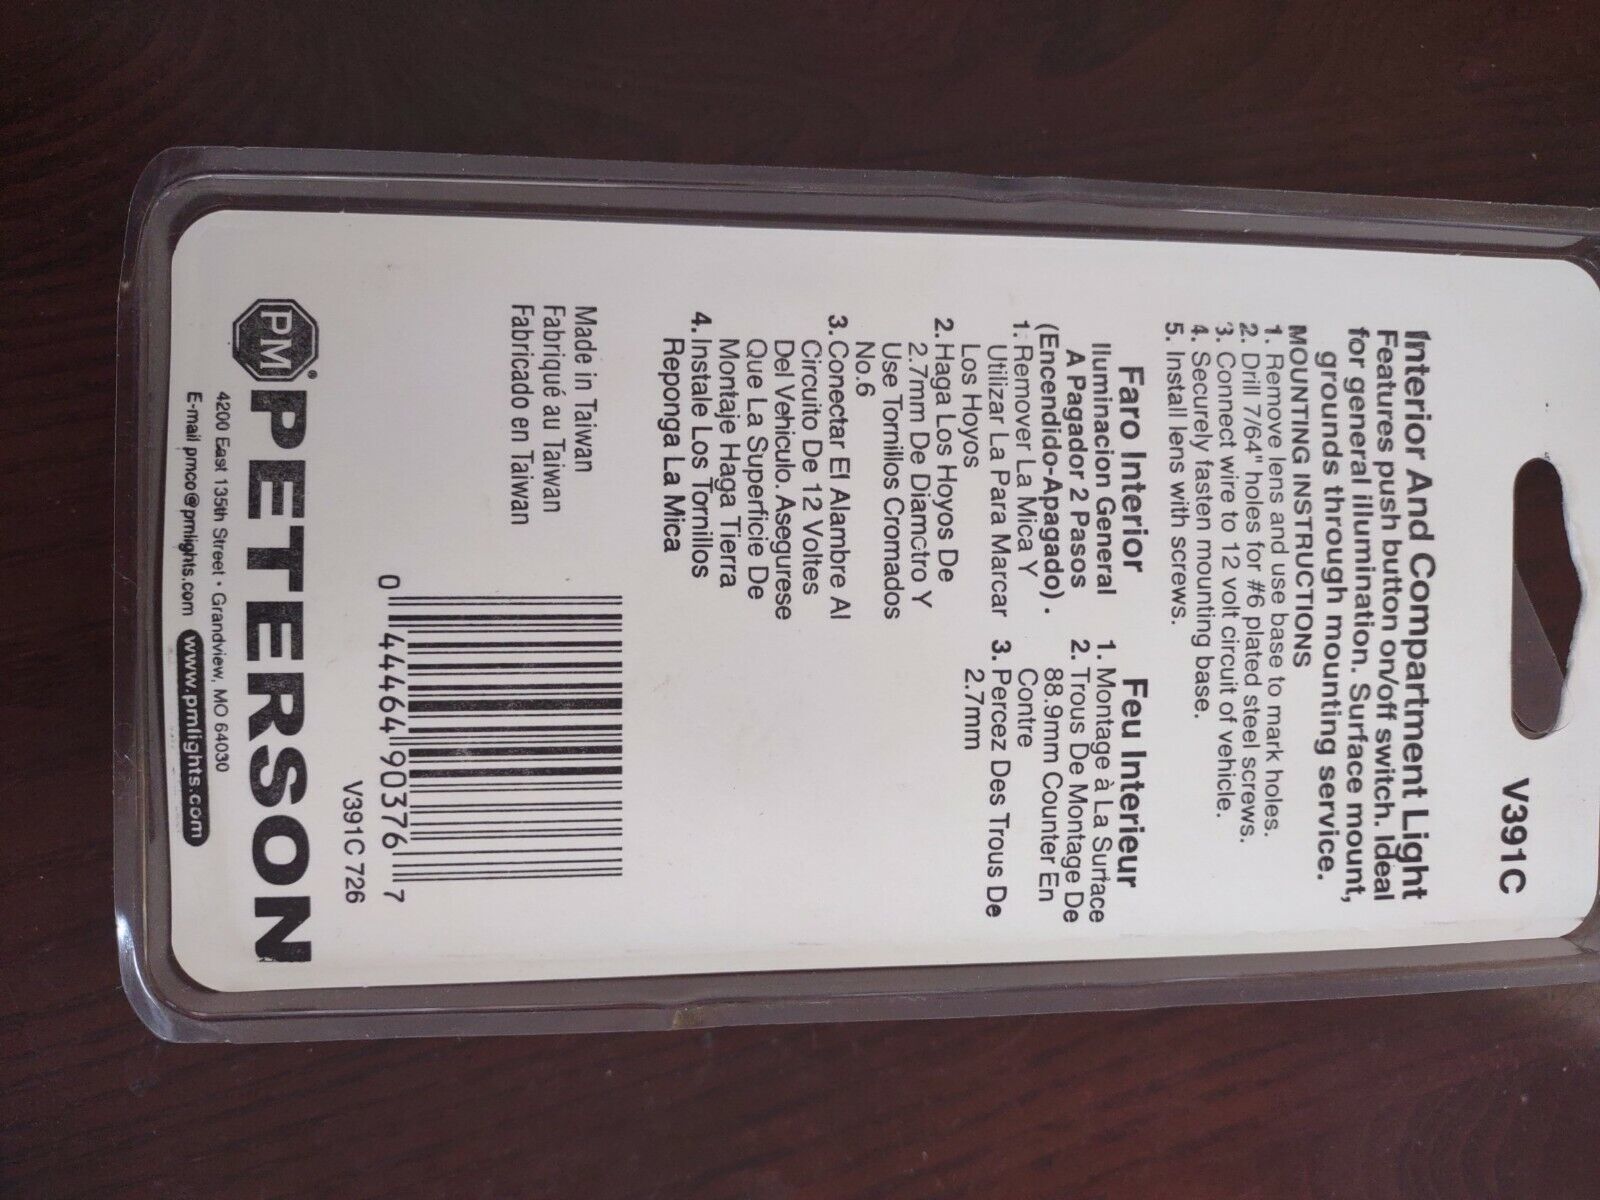 V391C
Interior And Compartment Light
Features push button on/off switch. Ideal
for general illumination. Surface mount,
grounds through mounting service.
MOUNTING INSTRUCTIONS
1. Remove lens and use base to mark holes.
2. Drill 7/64" holes for #6 plated steel screws.
3. Connect wire to 12 volt circuit of vehicle.
4. Securely fasten mounting base.
5. Install lens with screws.
Faro Interior
Iluminacion General
A Pagador 2 Pasos
(Encendido-Apagado).
1. Remover La Mica Y
Utilizar La Para Marcar
Los Hoyos
2. Haga Los Hoyos De
2.7mm De Diamctro Y
Use Tornillos Cromados
No.6
3. Conectar El Alambre Al
Circuito De 12 Voltes
Del Vehiculo. Asegurese
Que La Superficie De
Montaje Haga Tierra
4. Instale Los Tornillos
Reponga La Mica
Feu Interieur
1. Montage à La Surface
2. Trous De Montage De
88.9mm Counter En
Contre
3. Percez Des Trous De
2.7mm
Made in Taiwan
Fabriqué au Taiwan
Fabricado en Taiwan
0 44464 90376 7
V391C 726
PM® PETERSON
4200 East 135th Street • Grandview, MO 64030
E-mail pmco@pmlights.com www.pmlights.com